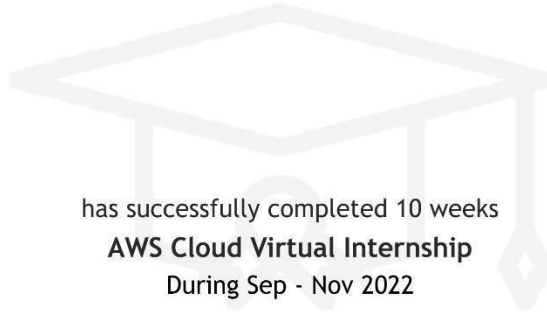 has successfully completed 10 weeks
AWS Cloud Virtual Internship
During Sep - Nov 2022